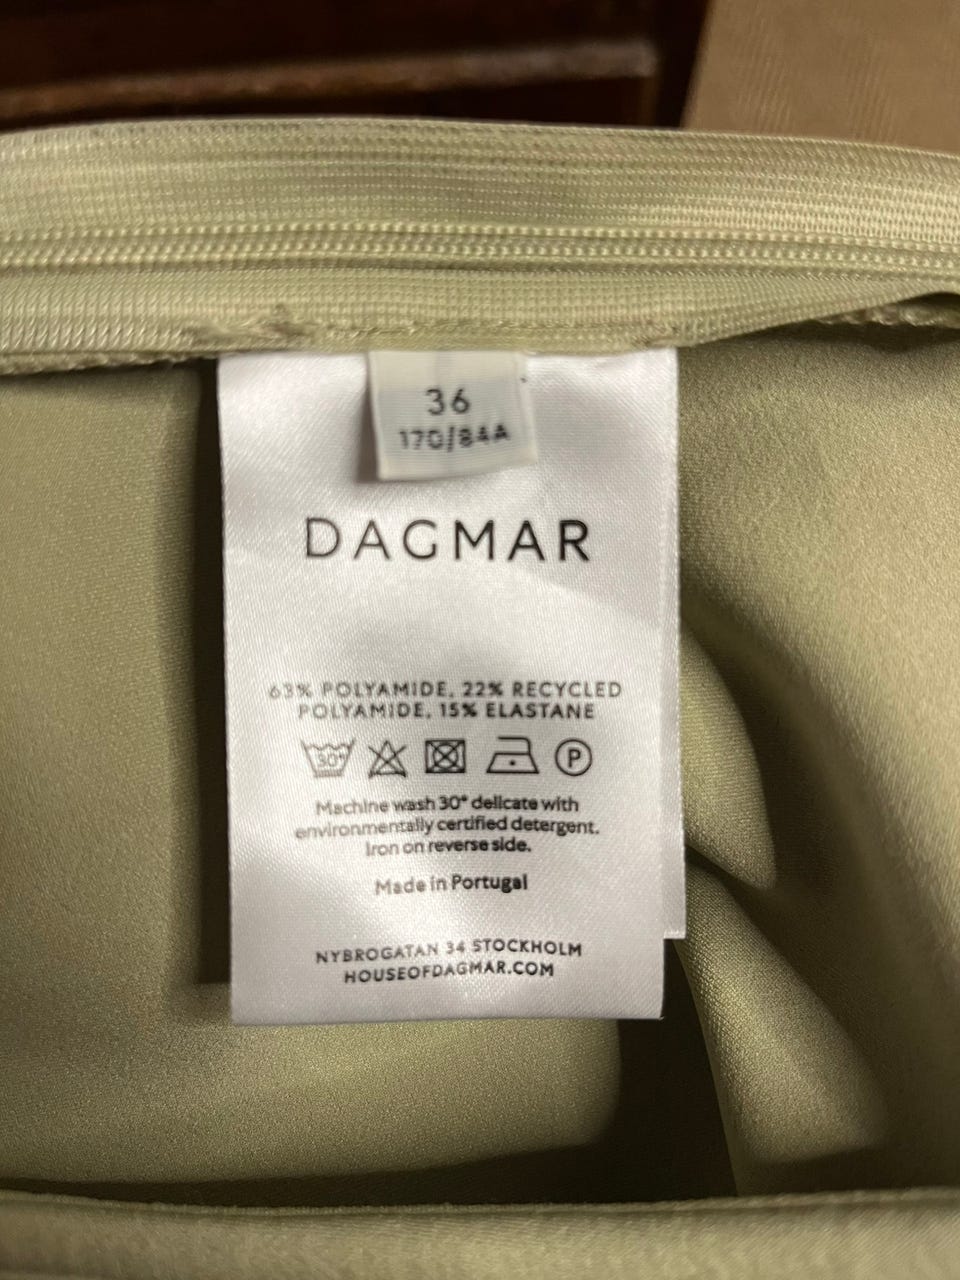 36
170/84A
DAGMAR
63% POLYAMIDE, 22% RECYCLED
POLYAMIDE, 15% ELASTANE
30°
P
Machine wash 30° delicate with
environmentally certified detergent.
Iron on reverse side.
Made in Portugal
NYBROGATAN 34 STOCKHOLM
HOUSEOFDAGMAR.COM